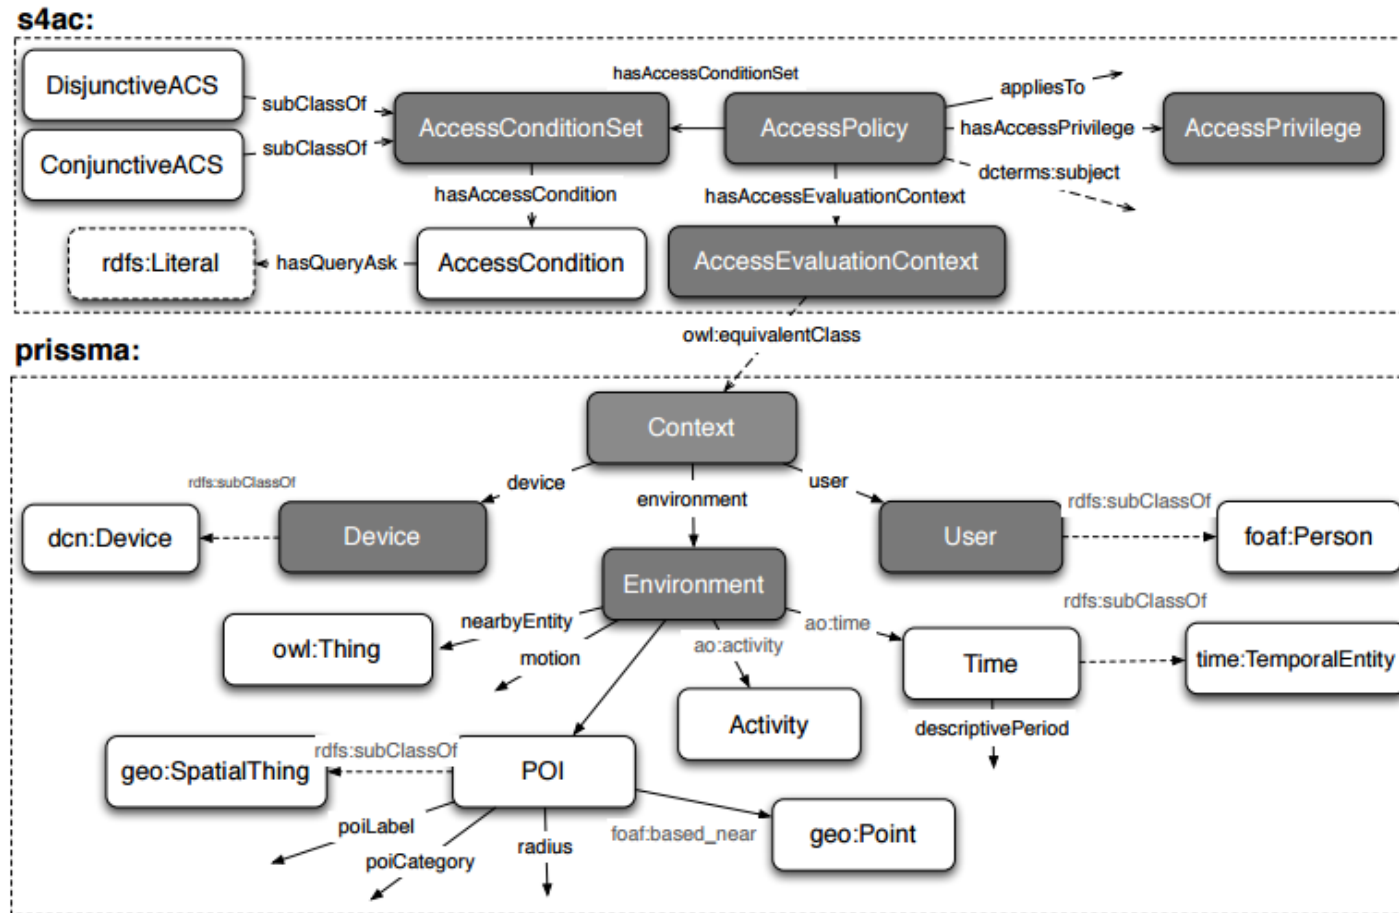 s4ac:
DisjunctiveACS
subClassOf
hasAccessConditionSet
appliesTo
AccessConditionSet
AccessPolicy
hasAccessPrivilege
AccessPrivilege
ConjunctiveACS
subClassOf
dcterms:subject
hasAccessCondition
hasAccessEvaluationContext
rdfs:Literal
hasQueryAsk
AccessCondition
AccessEvaluationContext
owl:equivalentClass
prissma:
Context
rdfs:subClassOf
device
environment
user
rdfs:subClassOf
dcn:Device
Device
User
foaf:Person
Environment
rdfs:subClassOf
nearbyEntity
ao:time
owl:Thing
motion
ao:activity
Time
time:TemporalEntity
Activity
descriptivePeriod
rdfs:subClassOf
geo:SpatialThing
POI
poiLabel
foaf:based_near
geo:Point
poiCategory
radius